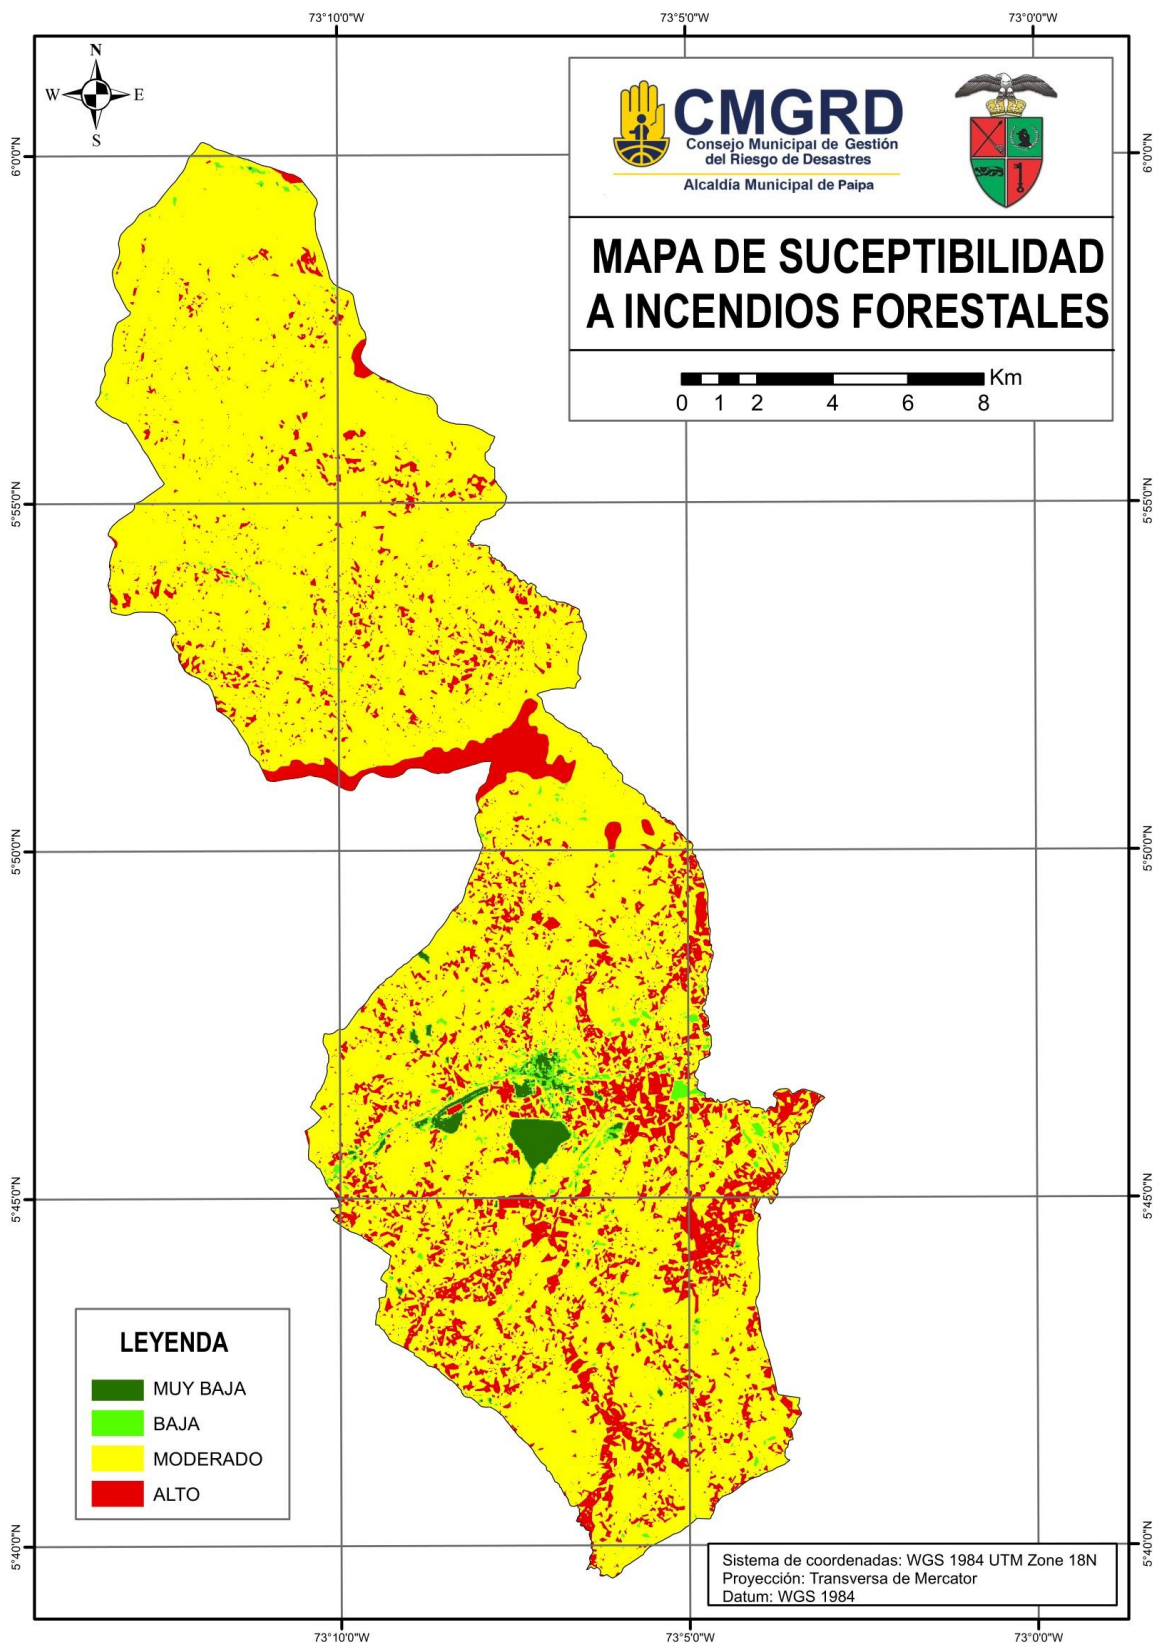 73°10'0"W
73°5'0"W
73°0'0"W
N
W
E
S
CMGRD
Consejo Municipal de Gestión
del Riesgo de Desastres
Alcaldía Municipal de Paipa
MAPA DE SUCEPTIBILIDAD
A INCENDIOS FORESTALES
Km
0 1 2 4 6 8
6°0'0"N
6°0'0"N
5°55'0"N
5°55'0"N
5°50'0"N
5°50'0"N
5°45'0"N
5°45'0"N
LEYENDA
MUY BAJA
BAJA
MODERADO
ALTO
5°40'0"N
5°40'0"N
Sistema de coordenadas: WGS 1984 UTM Zone 18N
Proyección: Transversa de Mercator
Datum: WGS 1984
73°10'0"W
73°5'0"W
73°0'0"W